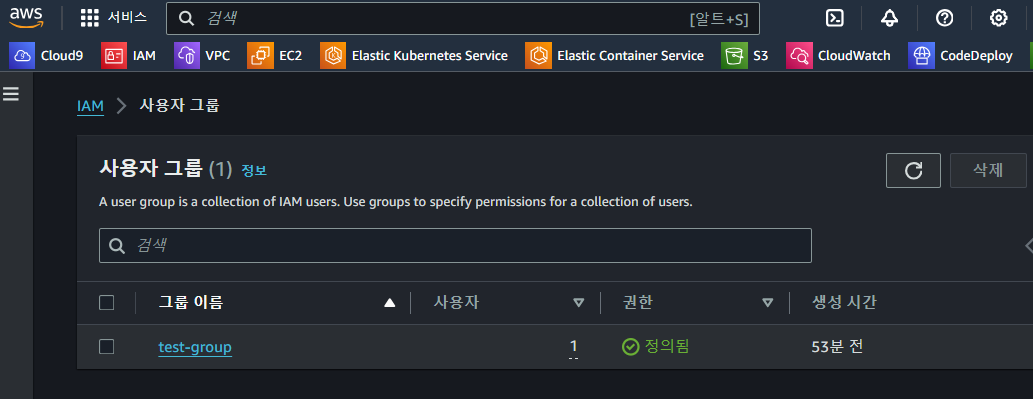 aws 서비스 검색 [알트+S]
Cloud9 IAM VPC EC2 Elastic Kubernetes Service Elastic Container Service S3 CloudWatch CodeDeploy
IAM 사용자 그룹
사용자 그룹 (1) 정보 삭제
A user group is a collection of IAM users. Use groups to specify permissions for a collection of users.
검색
그룹 이름 사용자 권한 생성 시간
test-group 1 정의됨 53분 전